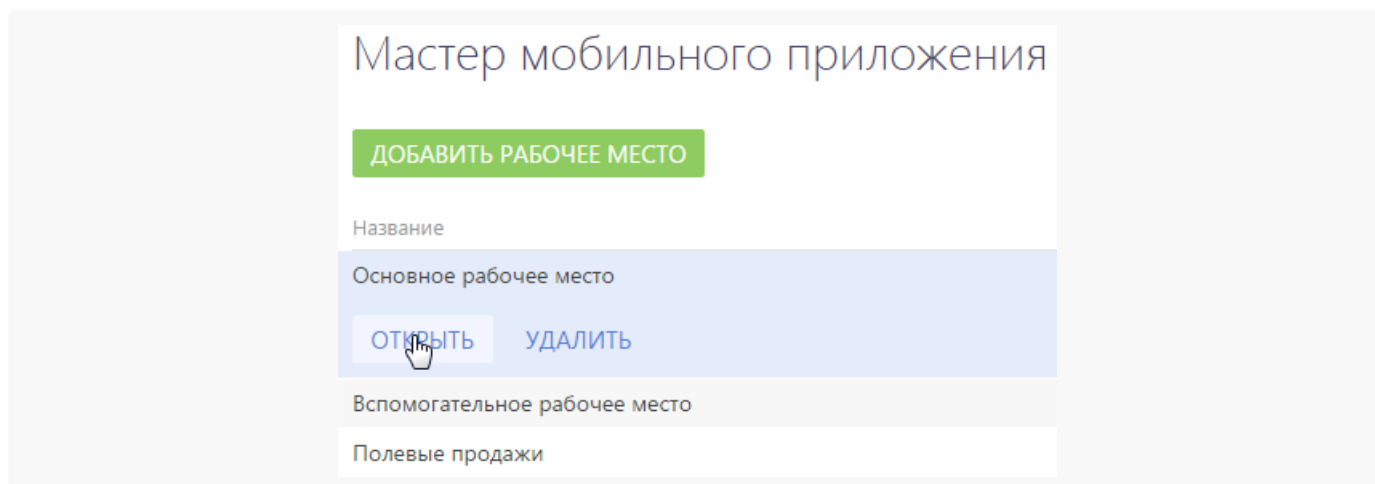 Мастер мобильного приложения
ДОБАВИТЬ РАБОЧЕЕ МЕСТО
Название
Основное рабочее место
ОТКРЫТЬ УДАЛИТЬ
Вспомогательное рабочее место
Полевые продажи